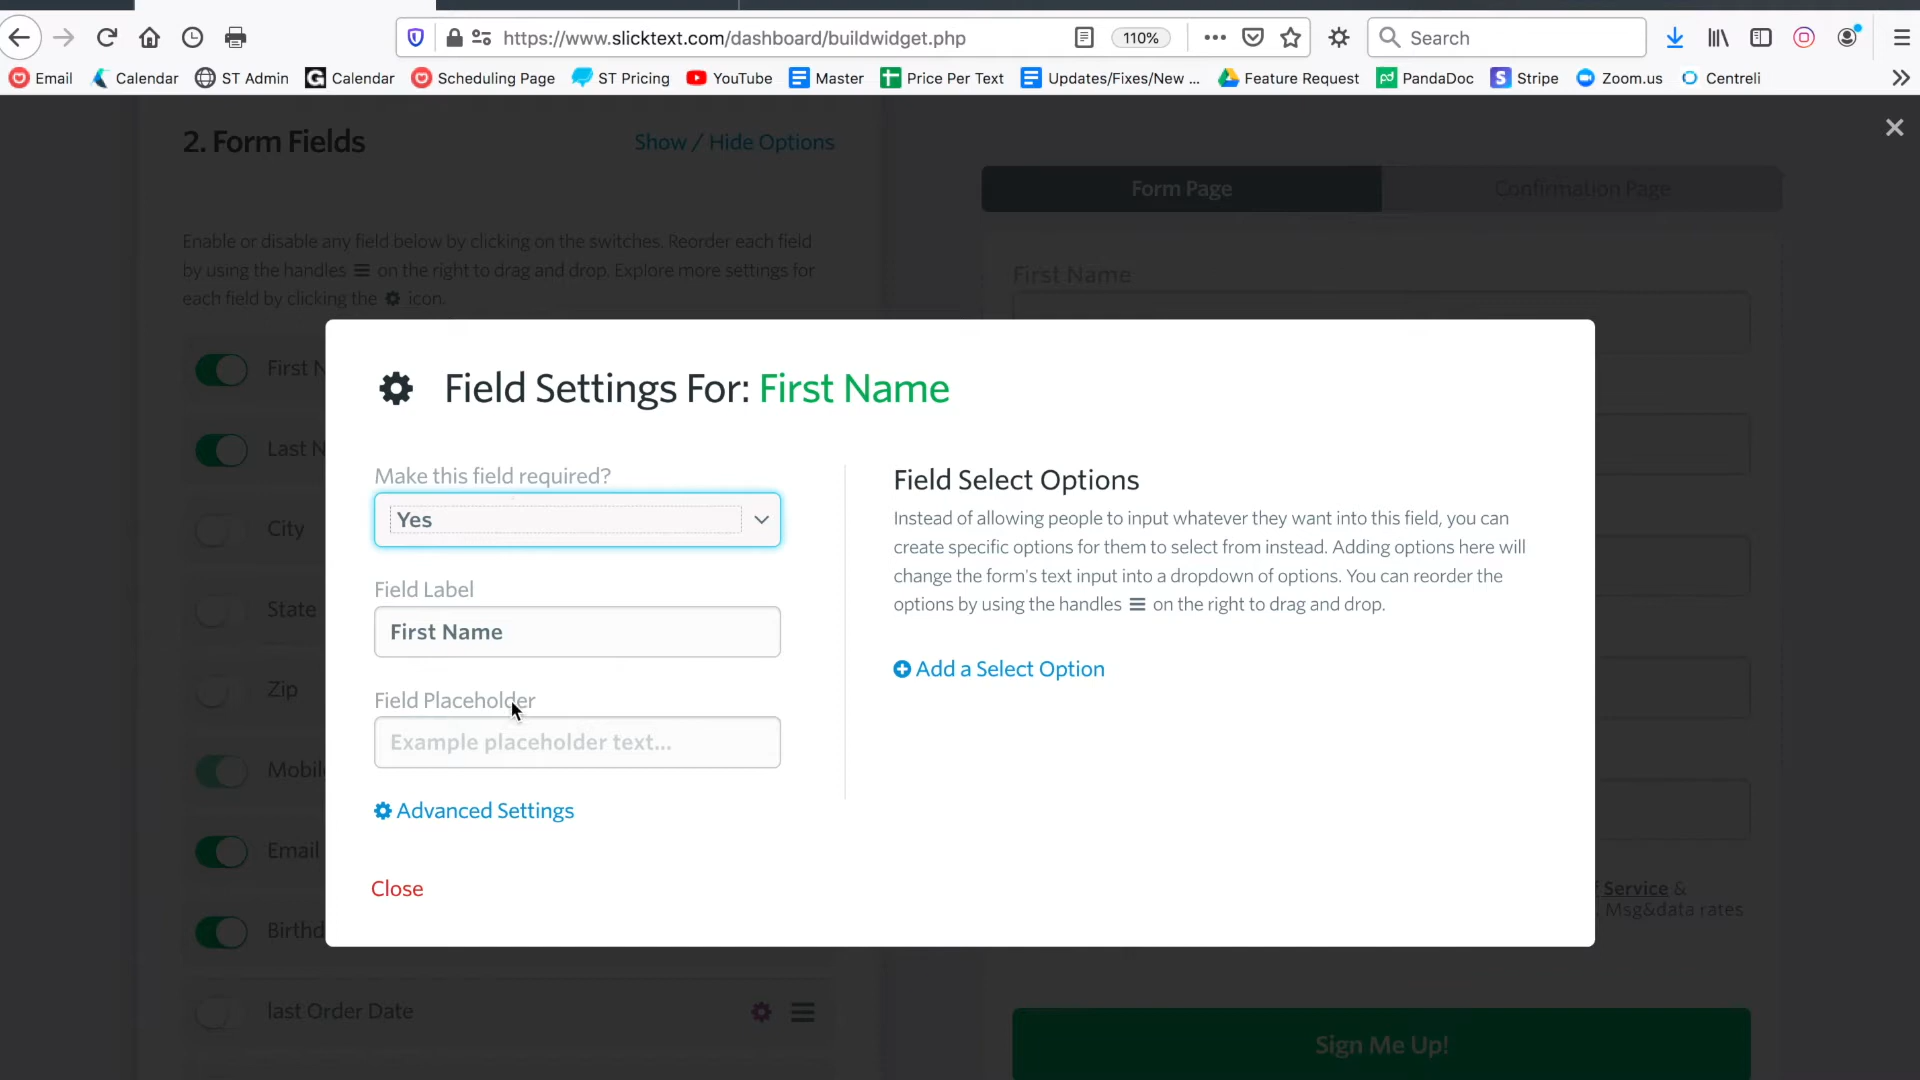 https://www.slicktext.com/dashboard/buildwidget.php
110%
Search
Email
Calendar
ST Admin
Calendar
Scheduling Page
ST Pricing
YouTube
Master
Price Per Text
Updates/Fixes/New ...
Feature Request
PandaDoc
Stripe
Zoom.us
Centreli
2. Form Fields
Show / Hide Options
Enable or disable any field below by clicking on the switches. Reorder each field
by using the handles on the right to drag and drop. Explore more settings for
each field by clicking the icon.
First N
Last N
City
State
Zip
Mobil
Email
Birthd
last Order Date
Form Page
Confirmation Page
First Name
Service &
. Msg&data rates
Sign Me Up!
Field Settings For: First Name
Make this field required?
Yes
Field Label
First Name
Field Placeholder
Example placeholder text...
Advanced Settings
Close
Field Select Options
Instead of allowing people to input whatever they want into this field, you can
create specific options for them to select from instead. Adding options here will
change the form's text input into a dropdown of options. You can reorder the
options by using the handles on the right to drag and drop.
Add a Select Option